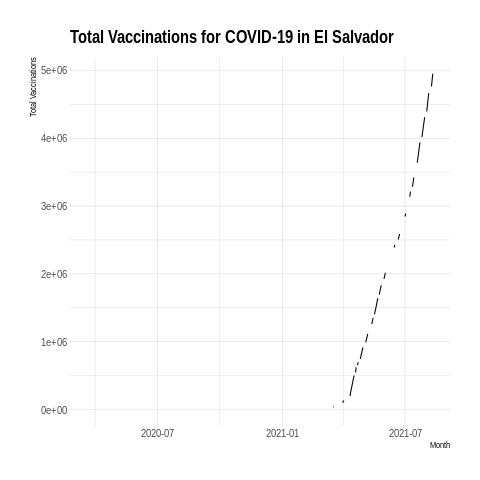 Total Vaccinations for COVID-19 in El Salvador
Total Vaccinations
5e+06
4e+06
3e+06
2e+06
1e+06
0e+00
2020-07 2021-01 2021-07
Month